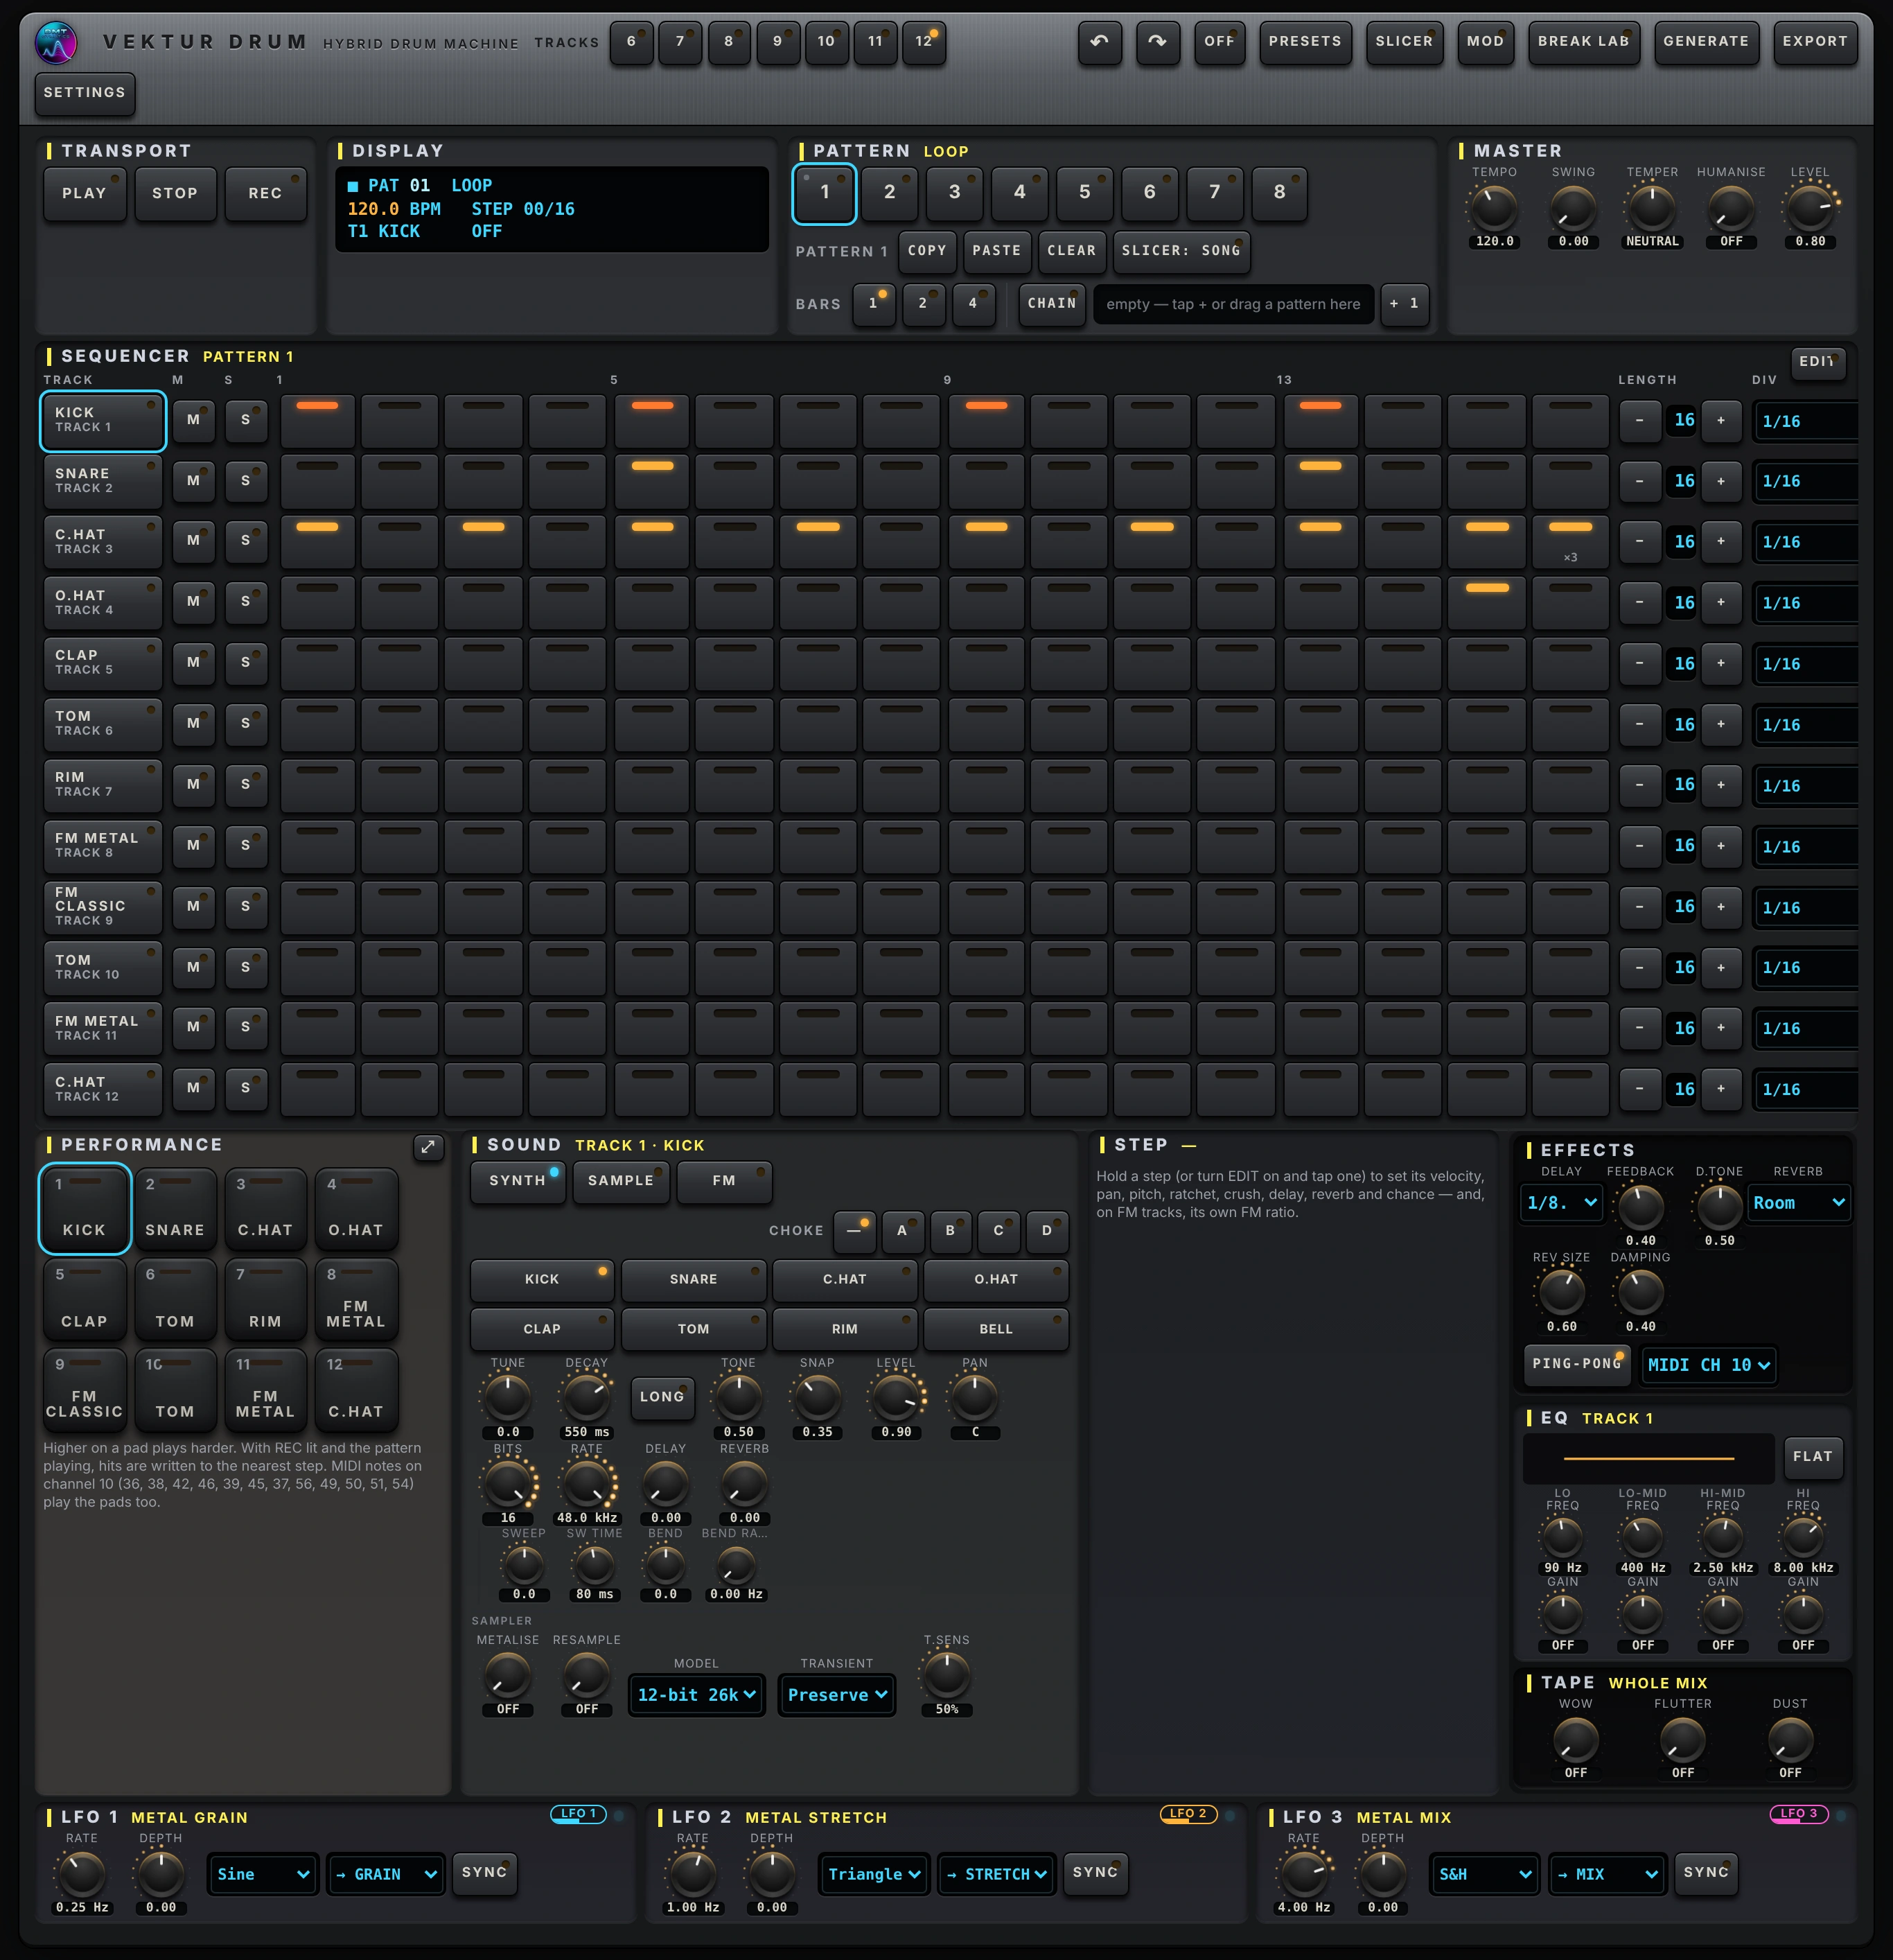 VEKTUR DRUM HYBRID DRUM MACHINE TRACKS 6 7 8 9 10 11 12 ↶ ↷ OFF PRESETS SLICER MOD BREAK LAB GENERATE EXPORT
SETTINGS
TRANSPORT
PLAY STOP REC
DISPLAY
■ PAT 01 LOOP
120.0 BPM STEP 00/16
T1 KICK OFF
PATTERN LOOP
1 2 3 4 5 6 7 8
PATTERN 1 COPY PASTE CLEAR SLICER: SONG
BARS 1 2 4 CHAIN empty — tap + or drag a pattern here + 1
MASTER
TEMPO SWING TEMPER HUMANISE LEVEL
120.0 0.00 NEUTRAL OFF 0.80
SEQUENCER PATTERN 1 EDIT
TRACK M S 1 5 9 13 LENGTH DIV
KICK
TRACK 1 M S − 16 + 1/16
SNARE
TRACK 2 M S − 16 + 1/16
C.HAT
TRACK 3 M S ×3 − 16 + 1/16
O.HAT
TRACK 4 M S − 16 + 1/16
CLAP
TRACK 5 M S − 16 + 1/16
TOM
TRACK 6 M S − 16 + 1/16
RIM
TRACK 7 M S − 16 + 1/16
FM METAL
TRACK 8 M S − 16 + 1/16
FM
CLASSIC
TRACK 9 M S − 16 + 1/16
TOM
TRACK 10 M S − 16 + 1/16
FM METAL
TRACK 11 M S − 16 + 1/16
C.HAT
TRACK 12 M S − 16 + 1/16
PERFORMANCE
1 2 3 4
KICK SNARE C.HAT O.HAT
5 6 7 8
CLAP TOM RIM FM METAL
9 10 11 12
FM CLASSIC TOM FM METAL C.HAT
Higher on a pad plays harder. With REC lit and the pattern
playing, hits are written to the nearest step. MIDI notes on
channel 10 (36, 38, 42, 46, 39, 45, 37, 56, 49, 50, 51, 54)
play the pads too.
SOUND TRACK 1 · KICK
SYNTH SAMPLE FM
CHOKE — A B C D
KICK SNARE C.HAT O.HAT
CLAP TOM RIM BELL
TUNE DECAY LONG TONE SNAP LEVEL PAN
0.0 550 ms 0.50 0.35 0.90 C
BITS RATE DELAY REVERB
16 48.0 kHz 0.00 0.00
SWEEP SW TIME BEND BEND RA...
0.0 80 ms 0.0 0.00 Hz
SAMPLER
METALISE RESAMPLE MODEL TRANSIENT T.SENS
OFF OFF 12-bit 26k Preserve 50%
STEP —
Hold a step (or turn EDIT on and tap one) to set its velocity,
pan, pitch, ratchet, crush, delay, reverb and chance — and,
on FM tracks, its own FM ratio.
EFFECTS
DELAY FEEDBACK D.TONE REVERB
1/8. 0.40 0.50 Room
REV SIZE DAMPING
0.60 0.40
PING-PONG MIDI CH 10
EQ TRACK 1
FLAT
LO FREQ LO-MID FREQ HI-MID FREQ HI FREQ
90 Hz 400 Hz 2.50 kHz 8.00 kHz
GAIN GAIN GAIN GAIN
OFF OFF OFF OFF
TAPE WHOLE MIX
WOW FLUTTER DUST
OFF OFF OFF
LFO 1 METAL GRAIN LFO 1
RATE DEPTH
Sine → GRAIN SYNC
0.25 Hz 0.00
LFO 2 METAL STRETCH LFO 2
RATE DEPTH
Triangle → STRETCH SYNC
1.00 Hz 0.00
LFO 3 METAL MIX LFO 3
RATE DEPTH
S&H → MIX SYNC
4.00 Hz 0.00